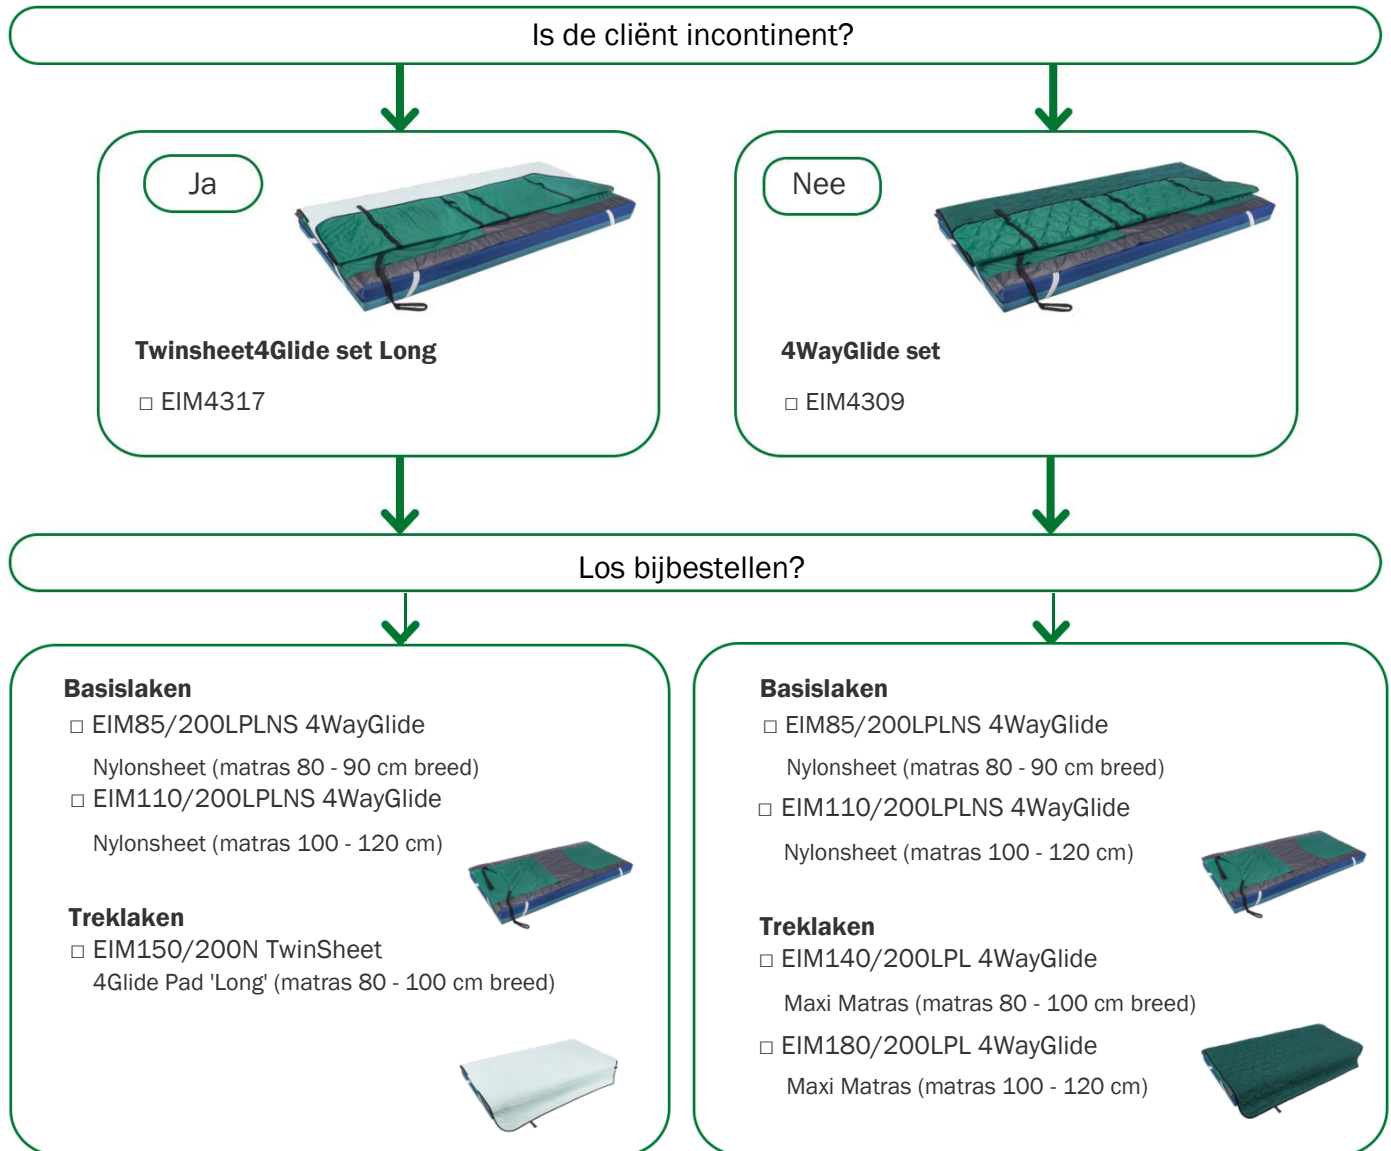 Is de cliënt incontinent?
Ja
Twinsheet4Glide set Long
□ EIM4317
Nee
4WayGlide set
□ EIM4309
Los bijbestellen?
Basislaken
□ EIM85/200LPLNS 4WayGlide
Nylonsheet (matras 80 - 90 cm breed)
□ EIM110/200LPLNS 4WayGlide
Nylonsheet (matras 100 - 120 cm)
Treklaken
□ EIM150/200N TwinSheet
4Glide Pad 'Long' (matras 80 - 100 cm breed)
Basislaken
□ EIM85/200LPLNS 4WayGlide
Nylonsheet (matras 80 - 90 cm breed)
□ EIM110/200LPLNS 4WayGlide
Nylonsheet (matras 100 - 120 cm)
Treklaken
□ EIM140/200LPL 4WayGlide
Maxi Matras (matras 80 - 100 cm breed)
□ EIM180/200LPL 4WayGlide
Maxi Matras (matras 100 - 120 cm)